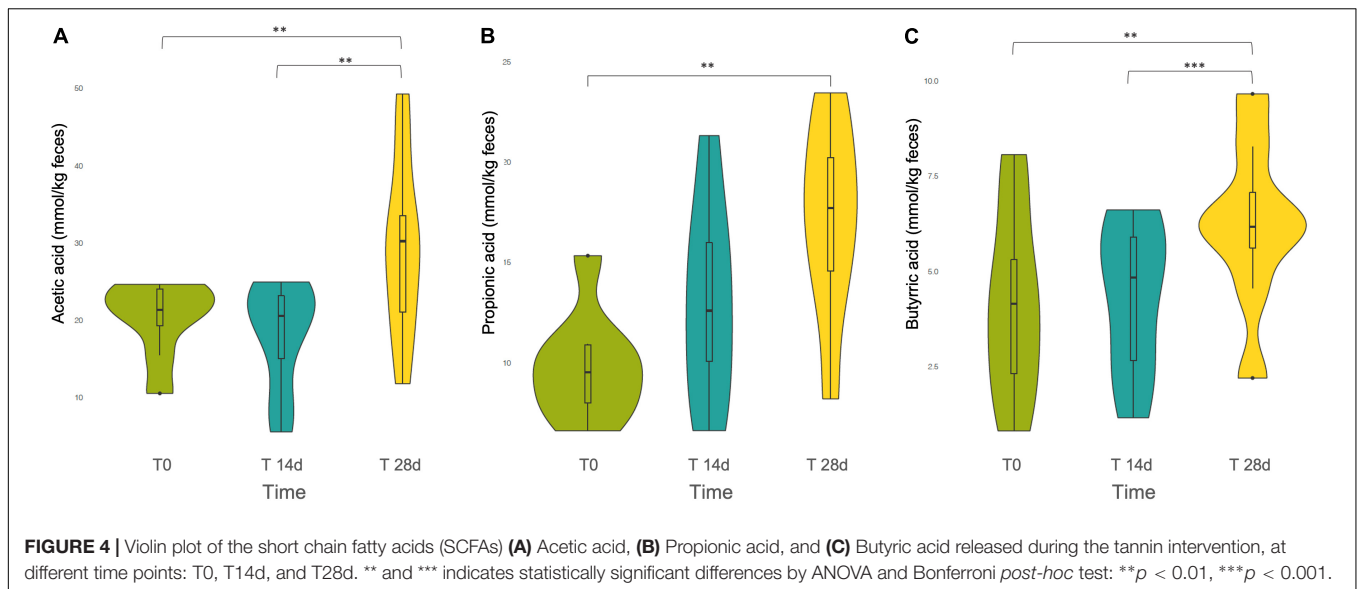 A
**
**
50
40
30
20
10
Acetic acid (mmol/kg feces)
T0 T 14d T 28d
Time
B
**
25
20
15
10
Propionic acid (mmol/kg feces)
T0 T 14d T 28d
Time
C
**
***
10.0
7.5
5.0
2.5
Butyrric acid (mmol/kg feces)
T0 T 14d T 28d
Time
FIGURE 4 | Violin plot of the short chain fatty acids (SCFAs) (A) Acetic acid, (B) Propionic acid, and (C) Butyric acid released during the tannin intervention, at
different time points: T0, T14d, and T28d. ** and *** indicates statistically significant differences by ANOVA and Bonferroni post-hoc test: **p < 0.01, ***p < 0.001.